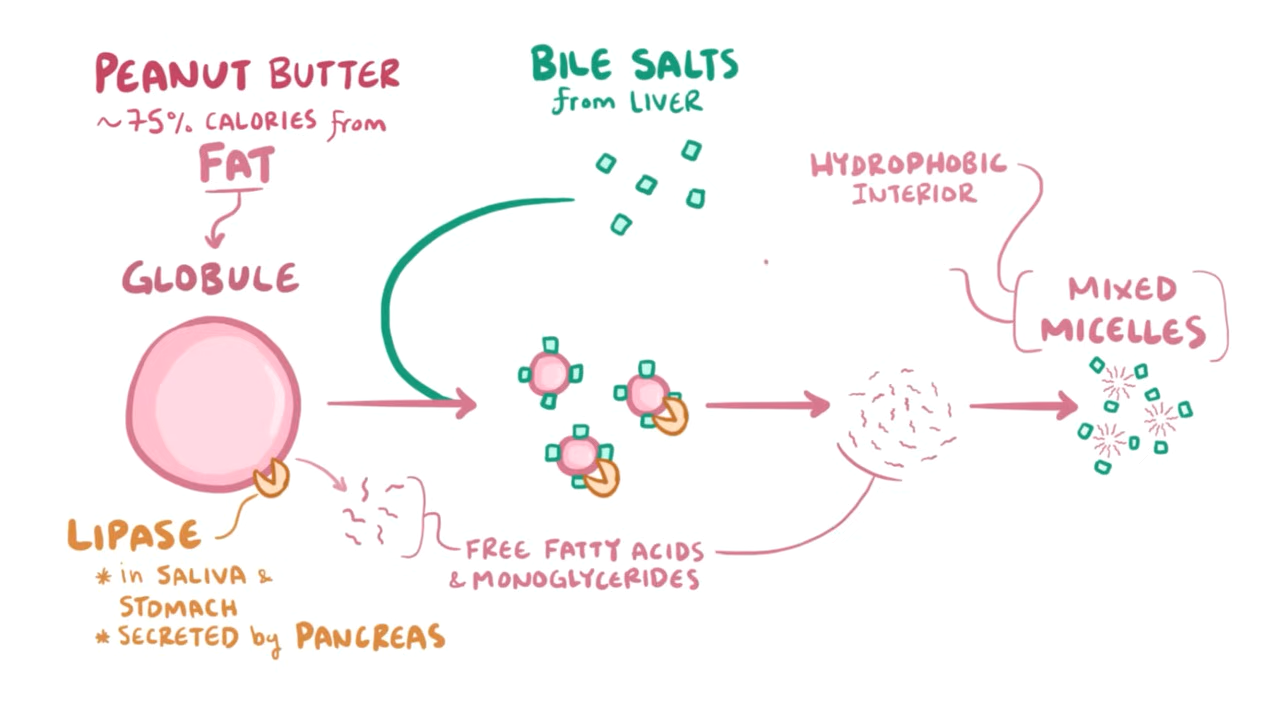 PEANUT BUTTER
~75% CALORIES from
FAT
GLOBULE
BILE SALTS
from LIVER
HYDROPHOBIC
INTERIOR
MIXED
MICELLES
LIPASE
* in SALIVA &
STOMACH
* SECRETED by PANCREAS
FREE FATTY ACIDS
& MONOGLYCERIDES